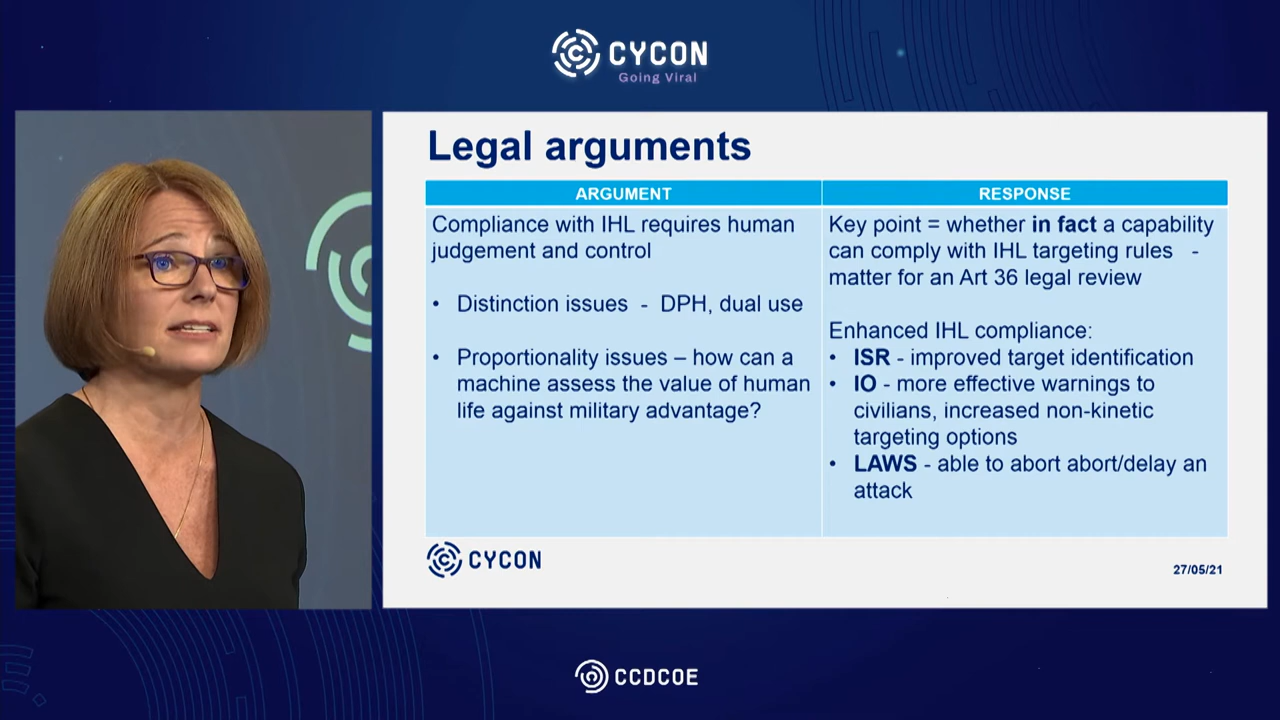 CYCON
Going Viral
Legal arguments
ARGUMENT
RESPONSE
Compliance with IHL requires human
judgement and control
• Distinction issues - DPH, dual use
• Proportionality issues – how can a
machine assess the value of human
life against military advantage?
Key point = whether in fact a capability
can comply with IHL targeting rules -
matter for an Art 36 legal review
Enhanced IHL compliance:
• ISR - improved target identification
• IO - more effective warnings to
civilians, increased non-kinetic
targeting options
• LAWS - able to abort abort/delay an
attack
CYCON
27/05/21
CCDCOE